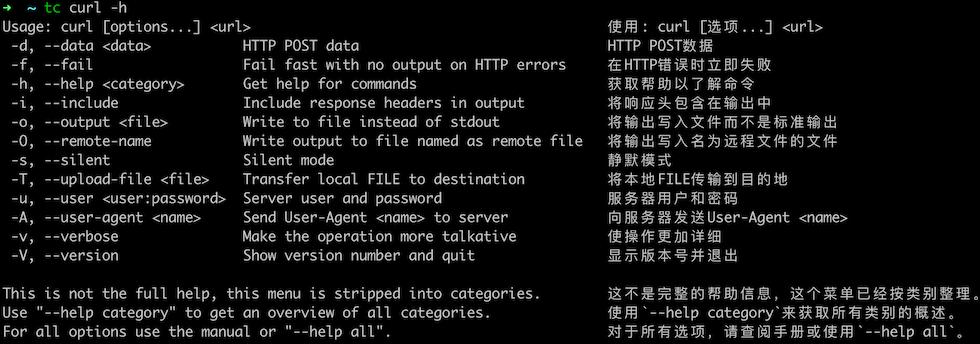 ➜  ~ tc curl -h
Usage: curl [options...] <url>  使用: curl [选项...] <url>
-d, --data <data>  HTTP POST data  HTTP POST数据
-f, --fail  Fail fast with no output on HTTP errors  在HTTP错误时立即失败
-h, --help <category>  Get help for commands  获取帮助以了解命令
-i, --include  Include response headers in output  将响应头包含在输出中
-o, --output <file>  Write to file instead of stdout  将输出写入文件而不是标准输出
-O, --remote-name  Write output to file named as remote file  将输出写入名为远程文件的文件
-s, --silent  Silent mode  静默模式
-T, --upload-file <file>  Transfer local FILE to destination  将本地FILE传输到目的地
-u, --user <user:password>  Server user and password  服务器用户和密码
-A, --user-agent <name>  Send User-Agent <name> to server  向服务器发送User-Agent <name>
-v, --verbose  Make the operation more talkative  使操作更加详细
-V, --version  Show version number and quit  显示版本号并退出
This is not the full help, this menu is stripped into categories.  这不是完整的帮助信息，这个菜单已经按类别整理。
Use "--help category" to get an overview of all categories.  使用`--help category`来获取所有类别的概述。
For all options use the manual or "--help all".  对于所有选项，请查阅手册或使用`--help all`。